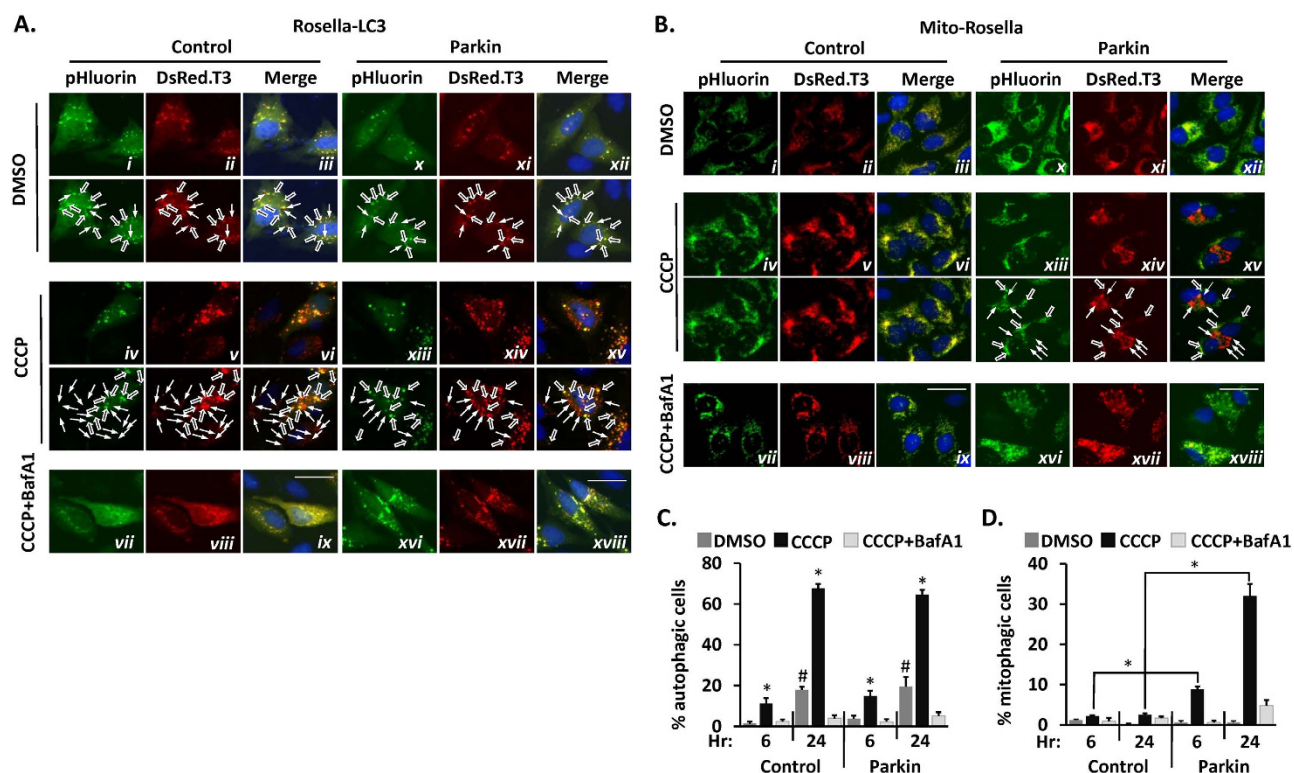 A.
Rosella-LC3
Control Parkin
pHluorin DsRed.T3 Merge pHluorin DsRed.T3 Merge
DMSO
i ii iii x xi xii
CCCP
iv v vi xiii xiv xv
CCCP+BafA1
vii viii ix xvi xvii xviii
B.
Mito-Rosella
Control Parkin
pHluorin DsRed.T3 Merge pHluorin DsRed.T3 Merge
DMSO
i ii iii x xi xii
CCCP
iv v vi xiii xiv xv
CCCP+BafA1
vii viii ix xvi xvii xviii
C.
DMSO CCCP CCCP+BafA1
% autophagic cells
80
60
40
20
0
* # * * # *
Hr: 6 24 6 24
Control Parkin
D.
DMSO CCCP CCCP+BafA1
% mitophagic cells
40
30
20
10
0
*
*
Hr: 6 24 6 24
Control Parkin